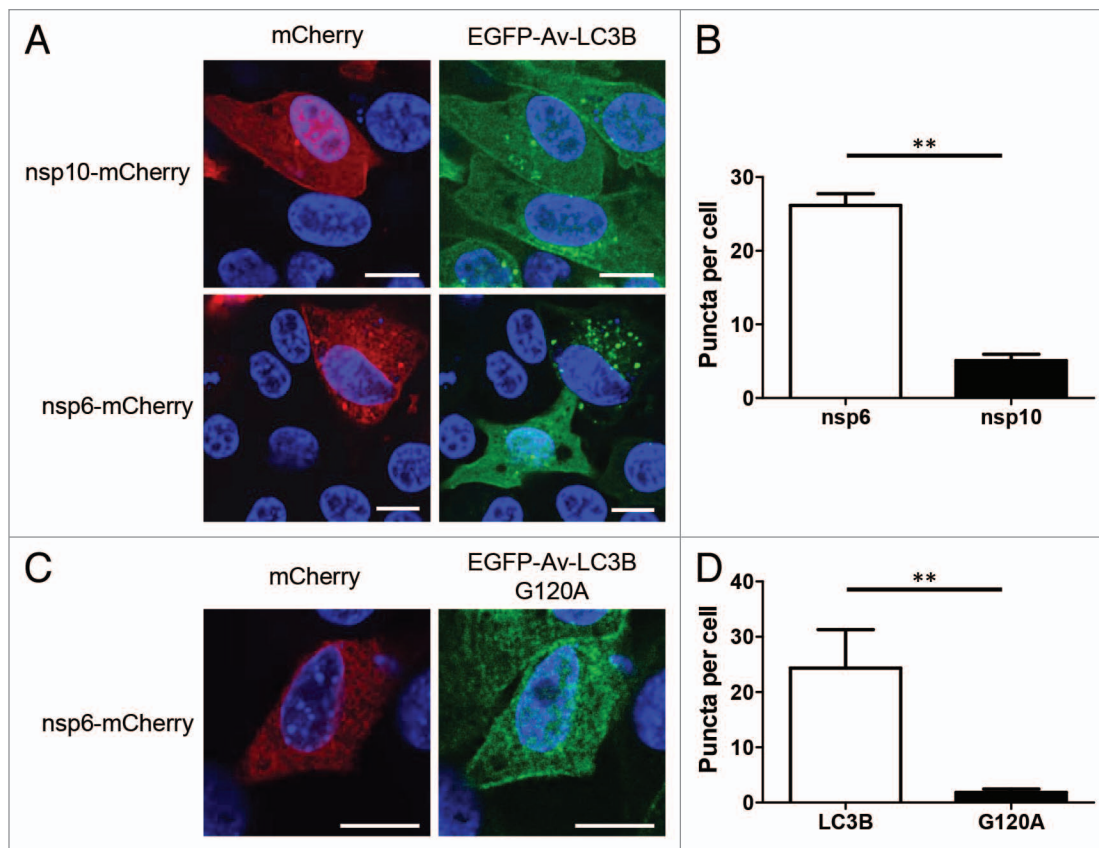 A
mCherry
EGFP-Av-LC3B
nsp10-mCherry
nsp6-mCherry
B
**
Puncta per cell
30
20
10
0
nsp6
nsp10
C
mCherry
EGFP-Av-LC3B
G120A
nsp6-mCherry
D
**
Puncta per cell
40
30
20
10
0
LC3B
G120A